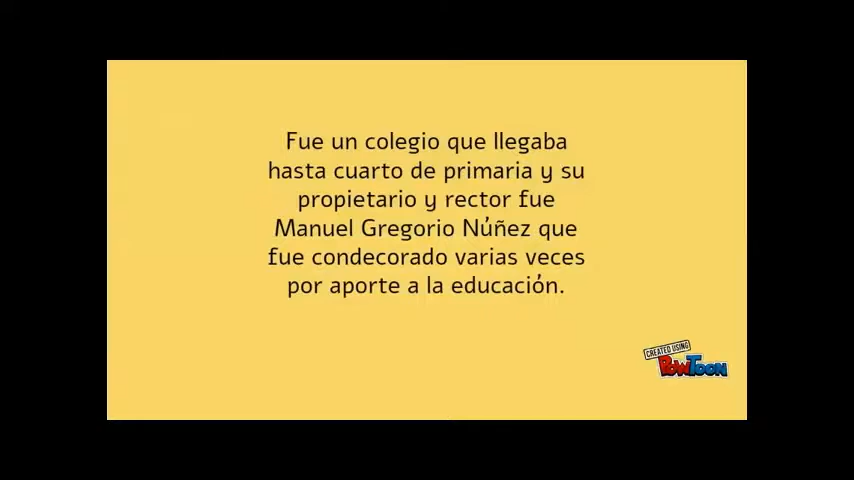 Fue un colegio que llegaba
hasta cuarto de primaria y su
propietario y rector fue
Manuel Gregorio Núñez que
fue condecorado varias veces
por aporte a la educación.
CREATED USING
POWTOON